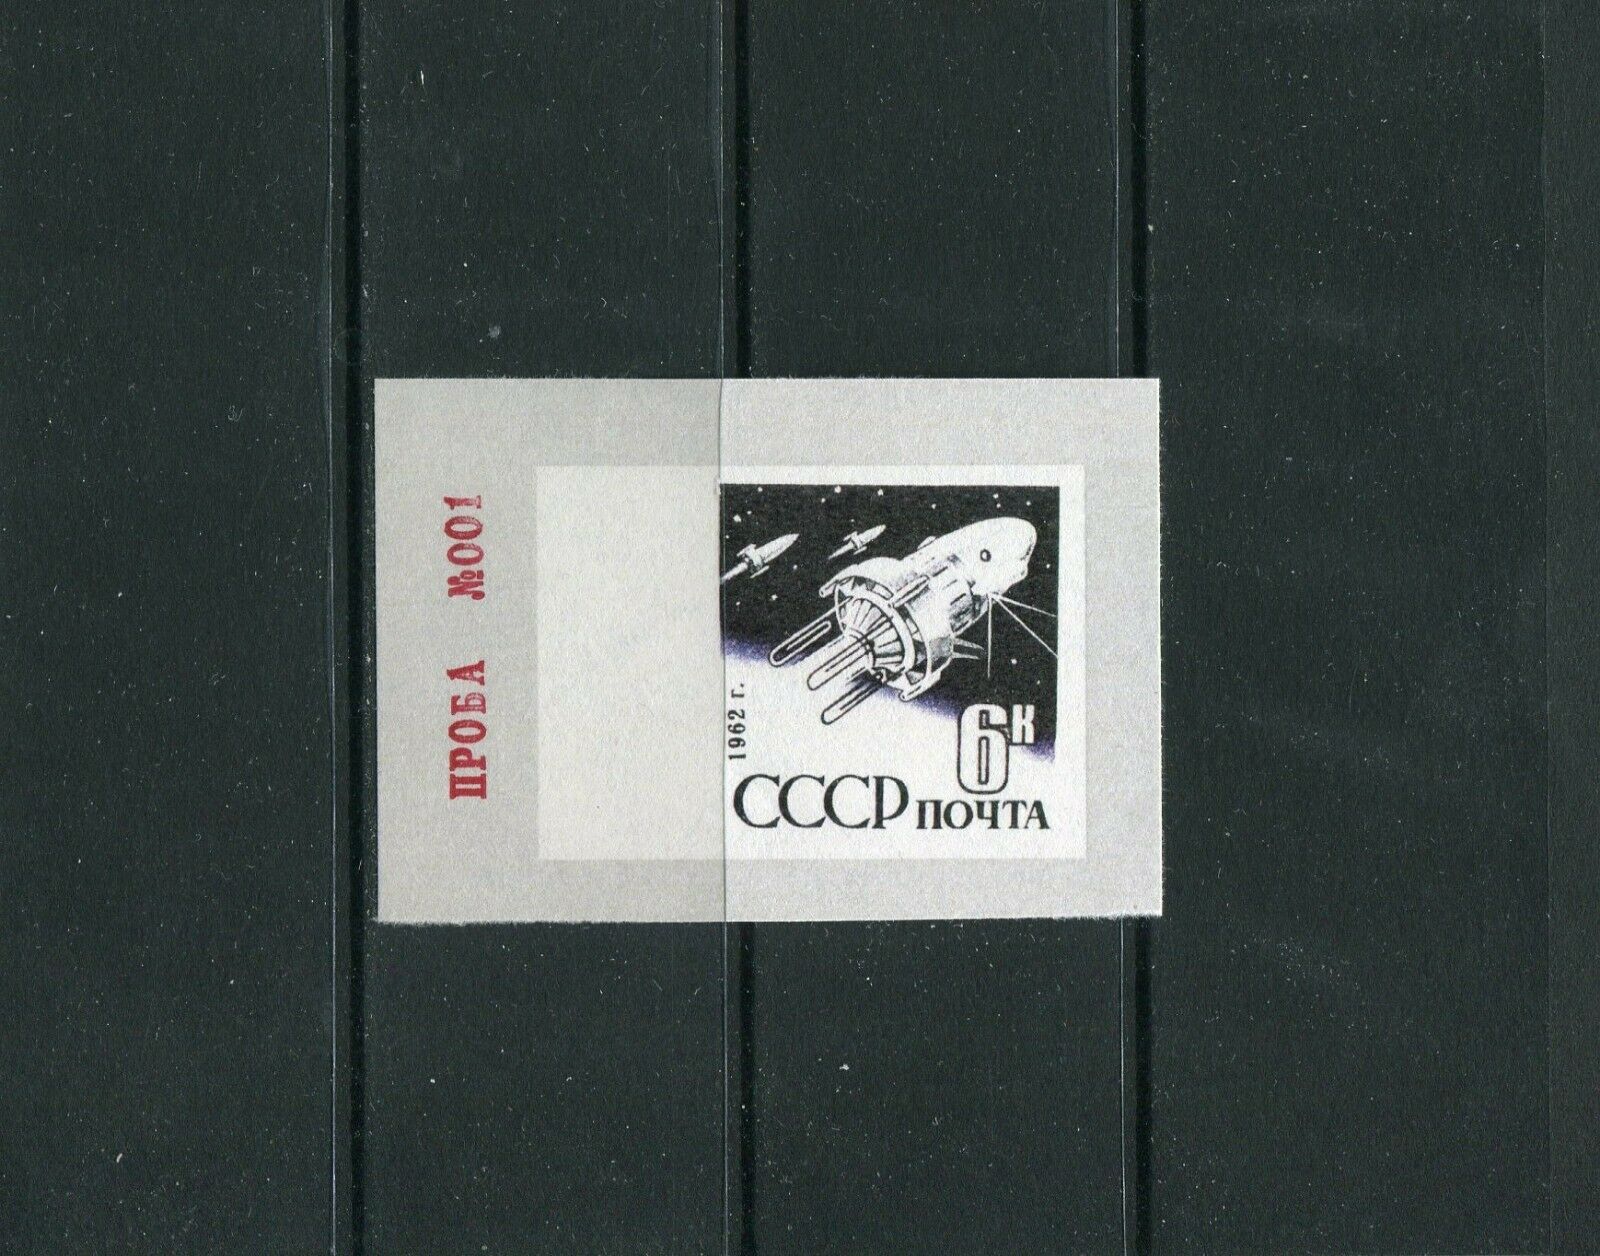 ПРОБА №001
1962 г.
6К
СССР ПОЧТА